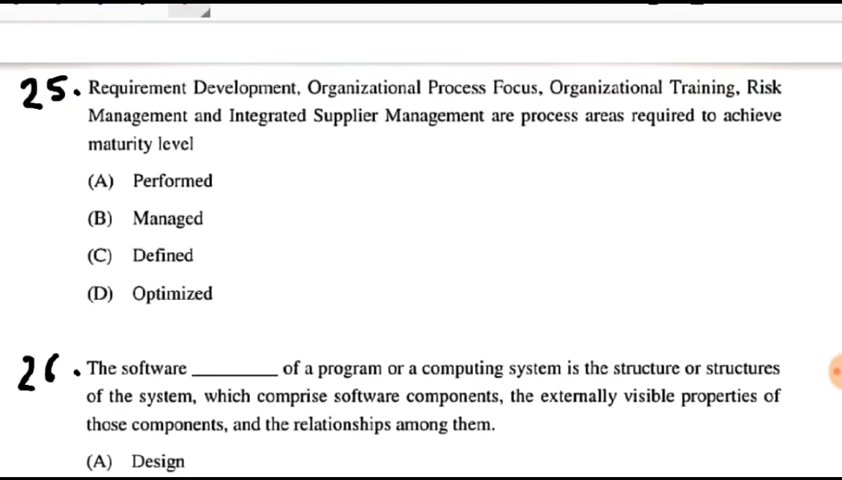 25. Requirement Development, Organizational Process Focus, Organizational Training, Risk
Management and Integrated Supplier Management are process areas required to achieve
maturity level
(A) Performed
(B) Managed
(C) Defined
(D) Optimized
26. The software ________ of a program or a computing system is the structure or structures
of the system, which comprise software components, the externally visible properties of
those components, and the relationships among them.
(A) Design